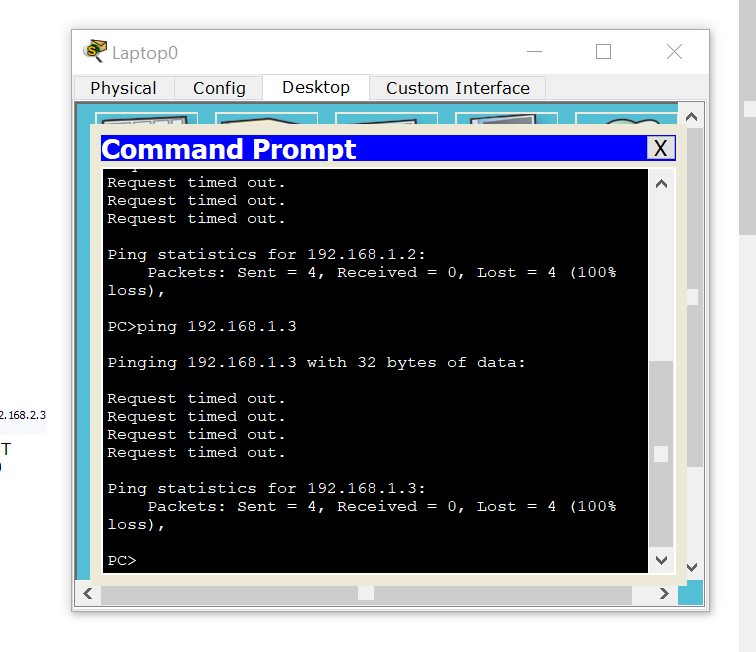 Laptop0
Physical Config Desktop Custom Interface
Command Prompt X
Request timed out.
Request timed out.
Request timed out.
Ping statistics for 192.168.1.2:
Packets: Sent = 4, Received = 0, Lost = 4 (100%
loss),
PC>ping 192.168.1.3
Pinging 192.168.1.3 with 32 bytes of data:
Request timed out.
Request timed out.
Request timed out.
Request timed out.
Ping statistics for 192.168.1.3:
Packets: Sent = 4, Received = 0, Lost = 4 (100%
loss),
PC>
2.168.2.3
T